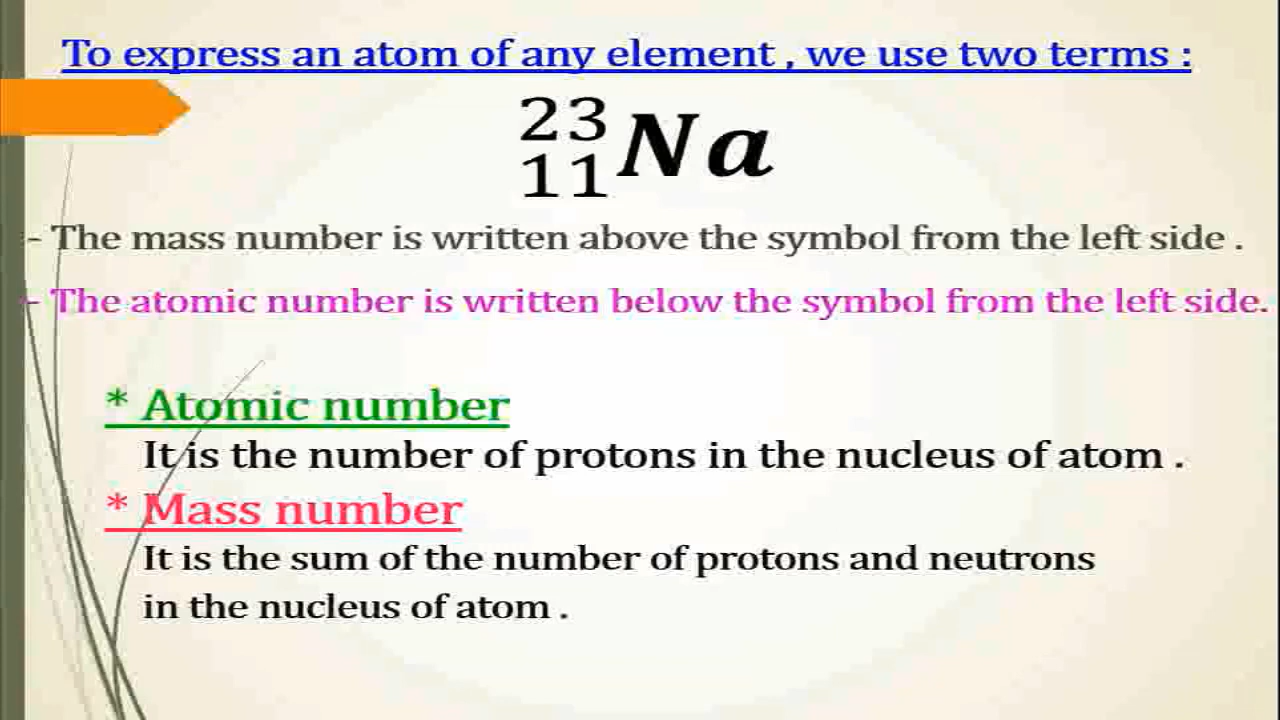 To express an atom of any element , we use two terms :
23
11 Na
- The mass number is written above the symbol from the left side .
- The atomic number is written below the symbol from the left side.
* Atomic number
It is the number of protons in the nucleus of atom .
* Mass number
It is the sum of the number of protons and neutrons
in the nucleus of atom .